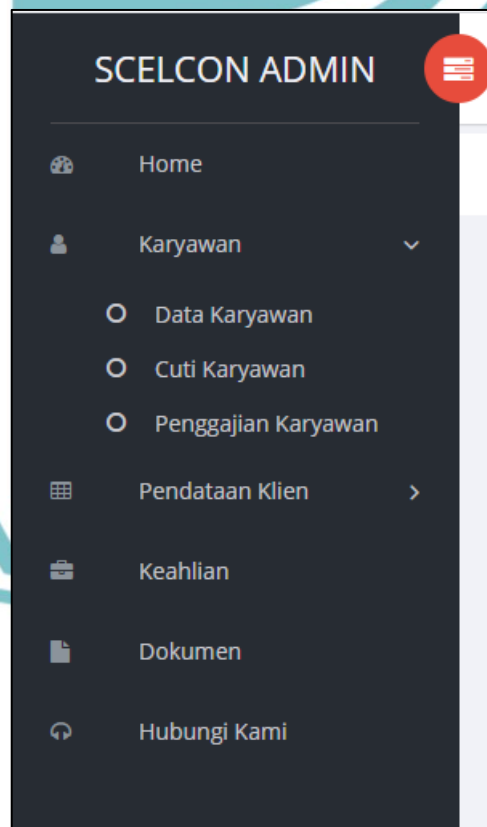 SCELCON ADMIN
Home
Karyawan
Data Karyawan
Cuti Karyawan
Penggajian Karyawan
Pendataan Klien
Keahlian
Dokumen
Hubungi Kami